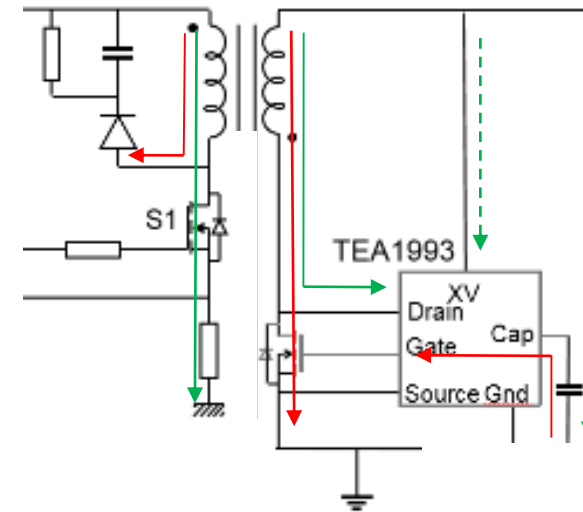 S1
TEA1993
XV
Drain
Cap
Gate
Source Gnd